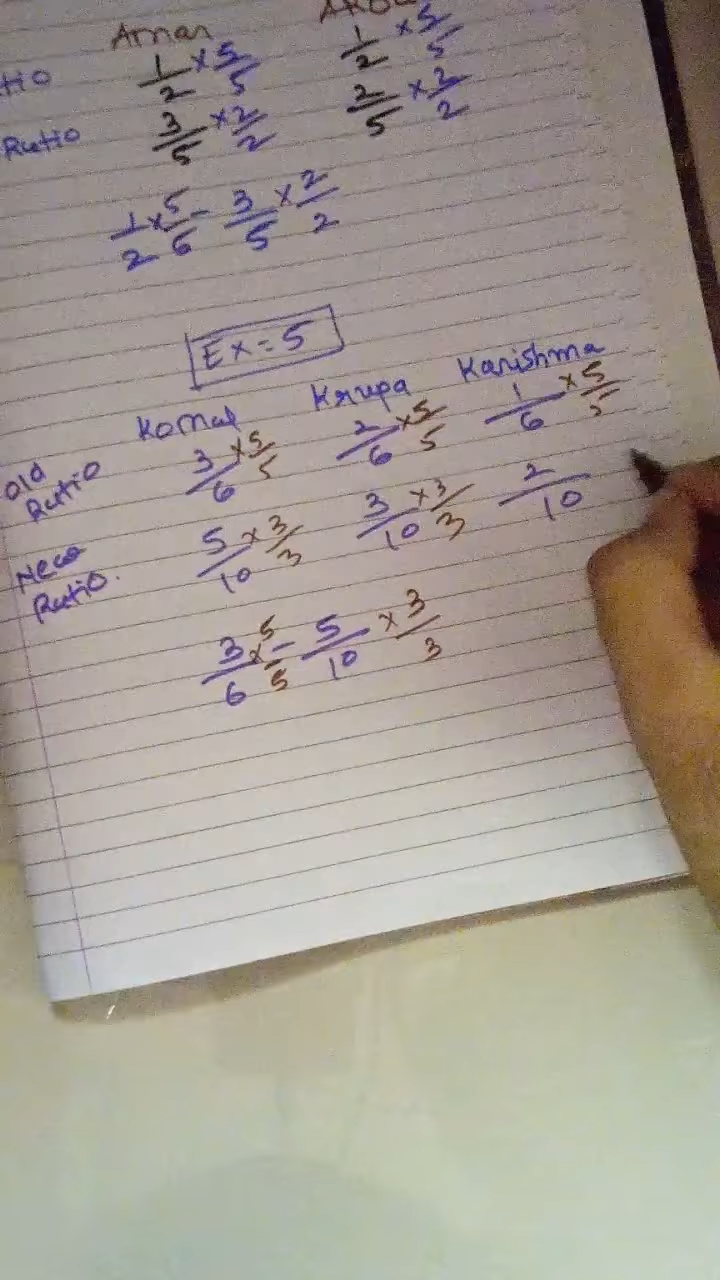 Aman
1/2 × 5/5 1/2 × 5/5
Ratio 3/5 × 2/2 2/5 × 2/2
1/2 × 5/6 - 3/5 × 2/2
Ex = 5
Komal Krupa Karishma
Old Ratio 3/6 × 5/5 2/6 × 5/5 1/6 × 5/5
New Ratio. 5/10 × 3/3 3/10 × 3/3 2/10
3/6 × 5/5 - 5/10 × 3/3